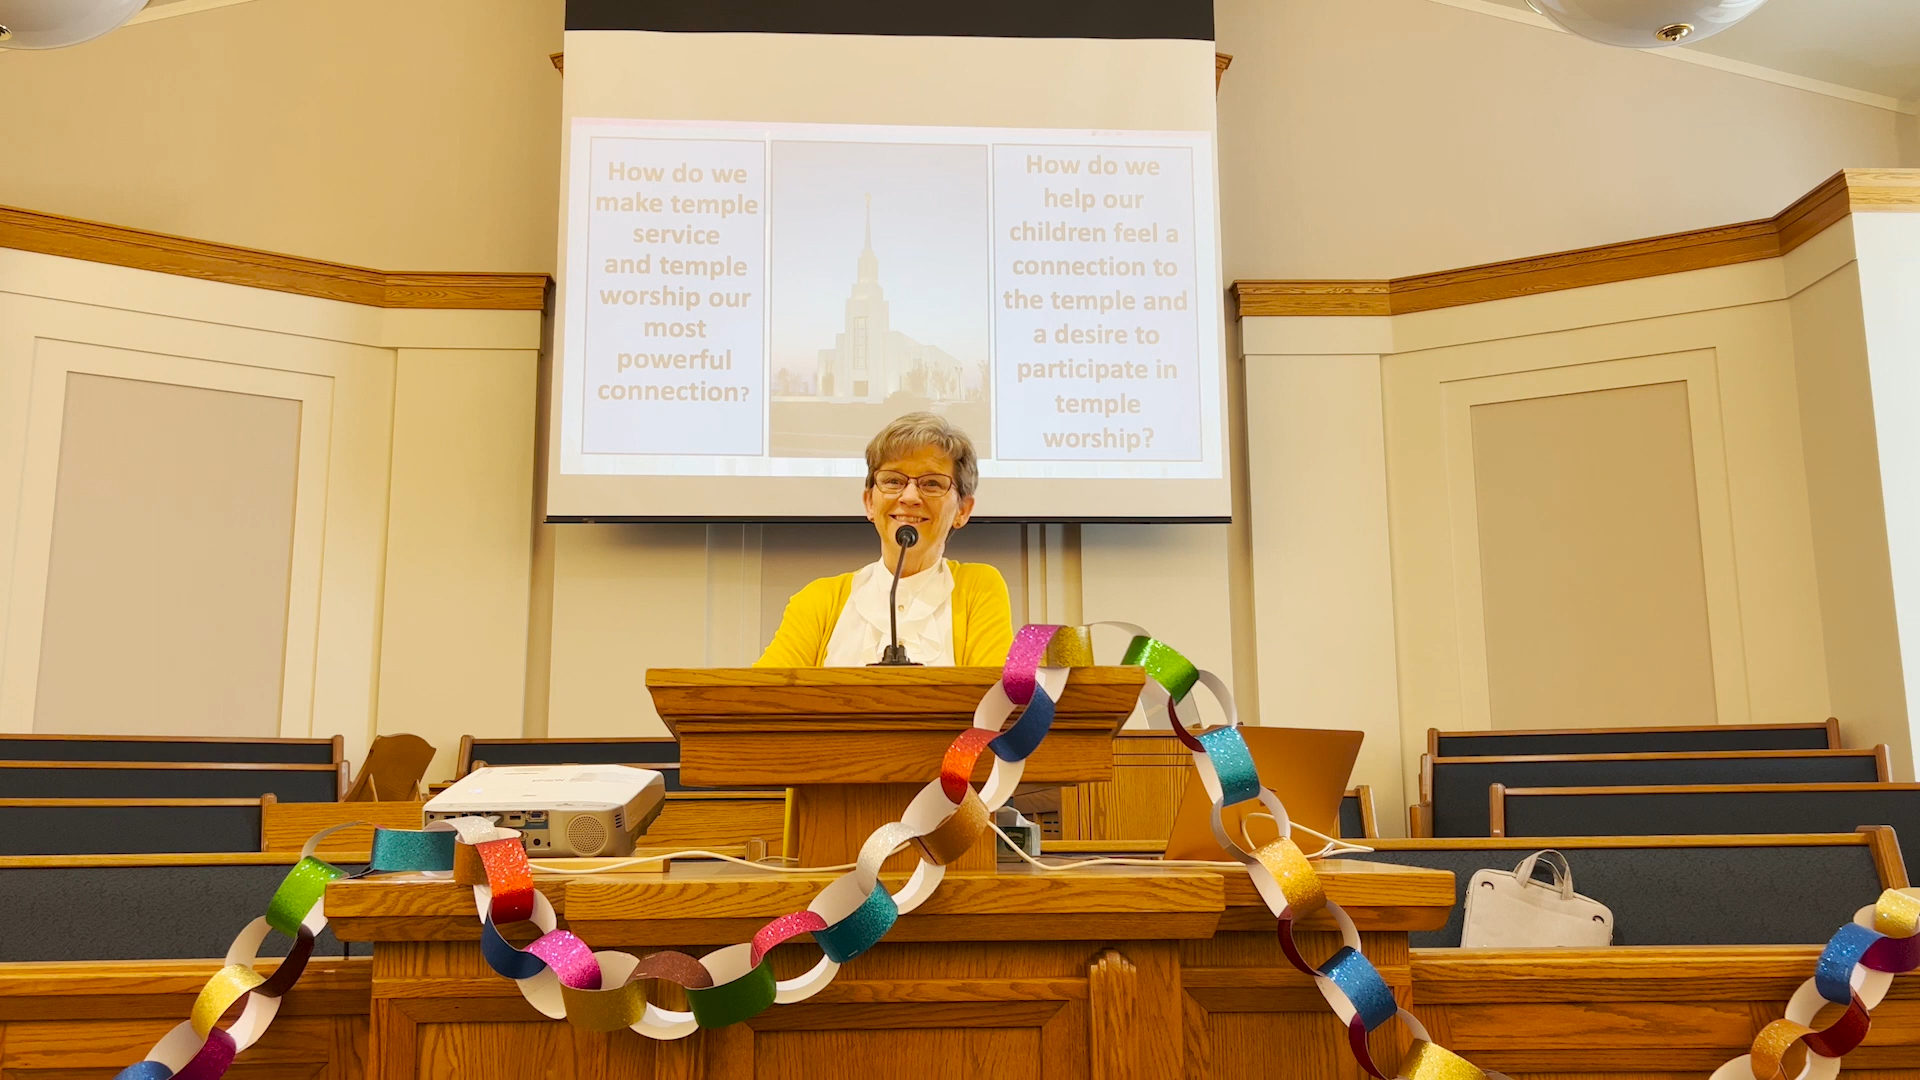 How do we
make temple
service
and temple
worship our
most
powerful
connection?
How do we
help our
children feel a
connection to
the temple and
a desire to
participate in
temple
worship?